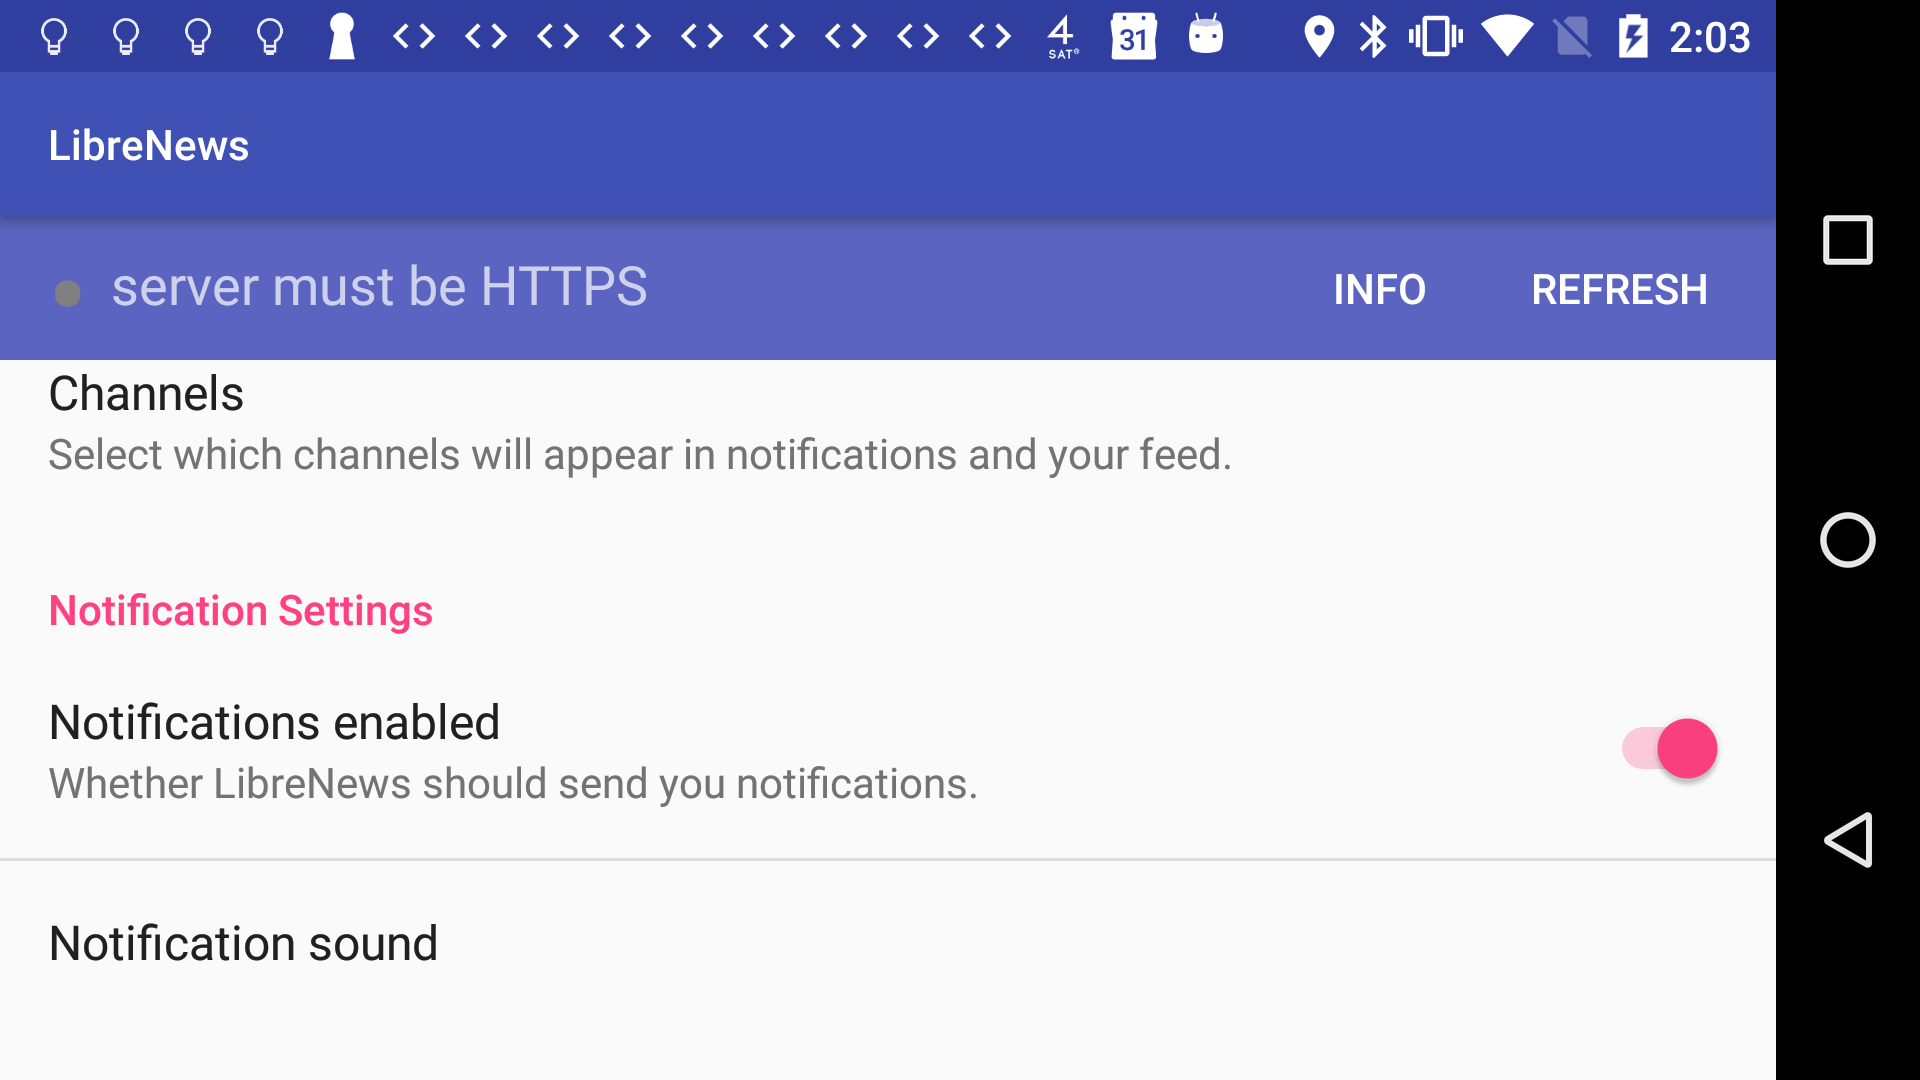 4 31 2:03
SAT®
LibreNews
server must be HTTPS INFO REFRESH
Channels
Select which channels will appear in notifications and your feed.
Notification Settings
Notifications enabled
Whether LibreNews should send you notifications.
Notification sound